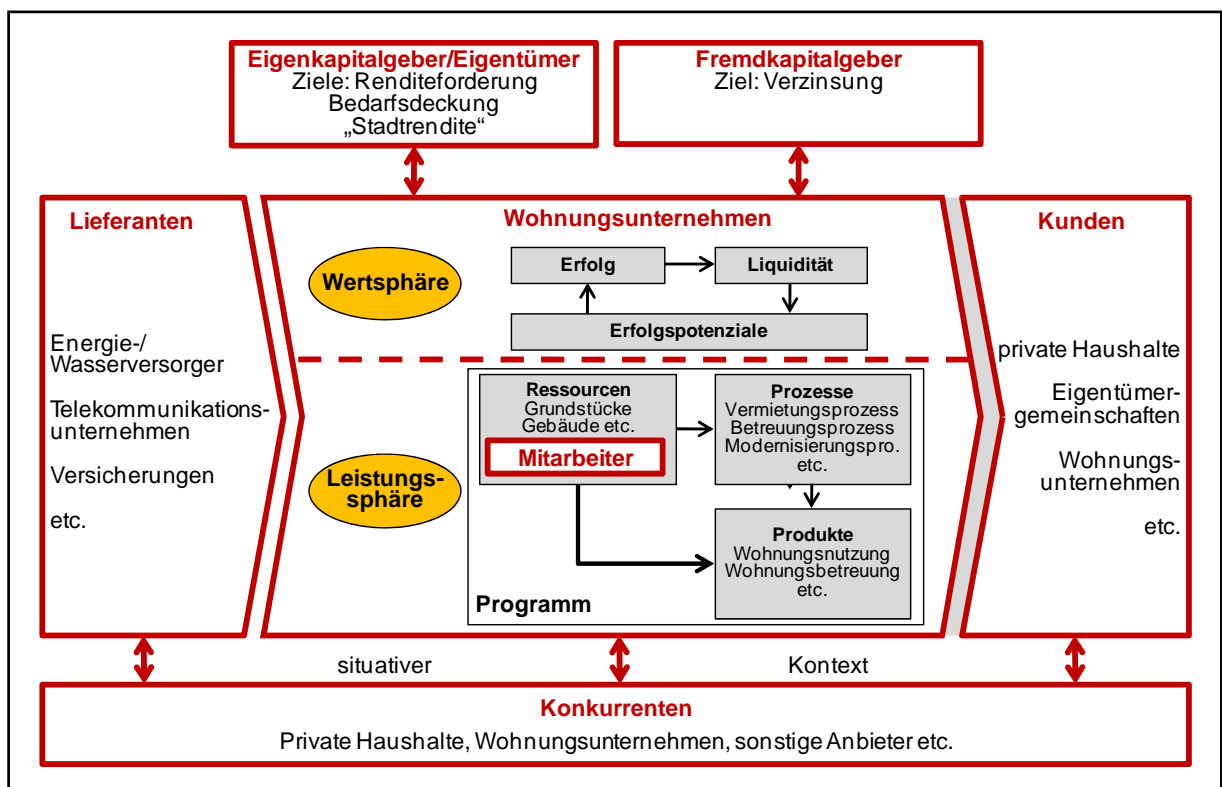 Eigenkapitalgeber/Eigentümer
Ziele: Renditeforderung
Bedarfsdeckung
„Stadtrendite“
Fremdkapitalgeber
Ziel: Verzinsung
Lieferanten
Energie-/
Wasserversorger
Telekommunikations-
unternehmen
Versicherungen
etc.
Wohnungsunternehmen
Wertsphäre
Erfolg
Liquidität
Erfolgspotenziale
Leistungs-
sphäre
Ressourcen
Grundstücke
Gebäude etc.
Mitarbeiter
Prozesse
Vermietungsprozess
Betreuungsprozess
Modernisierungspro.
etc.
Produkte
Wohnungsnutzung
Wohnungsbetreuung
etc.
Programm
Kunden
private Haushalte
Eigentümer-
gemeinschaften
Wohnungs-
unternehmen
etc.
situativer
Kontext
Konkurrenten
Private Haushalte, Wohnungsunternehmen, sonstige Anbieter etc.